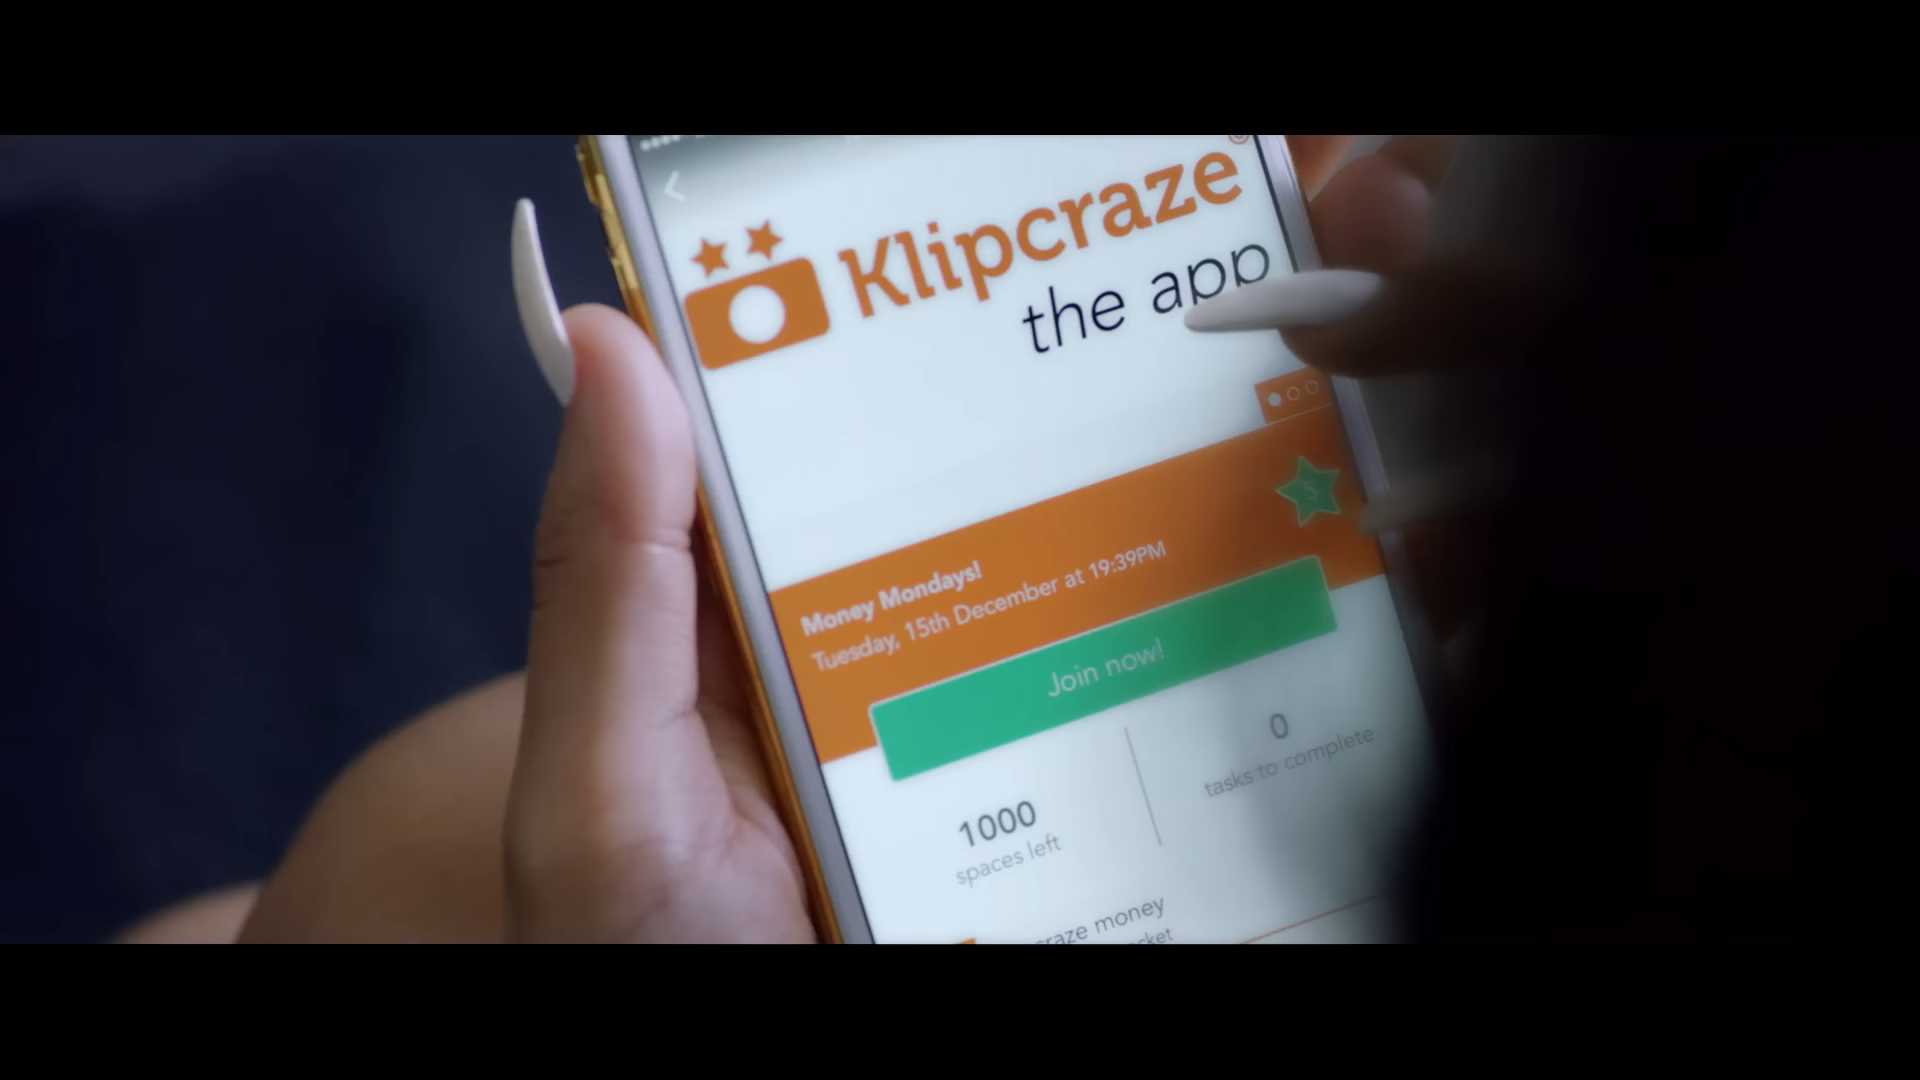 Klipcraze
the app
5
Money Mondays!
Tuesday, 15th December at 19:39PM
Join now!
1000
spaces left
0
tasks to complete
money